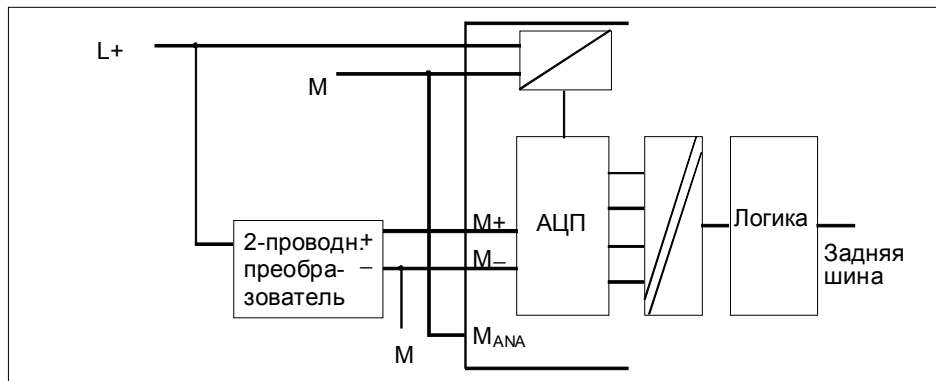 L+
M
M+
АЦП
Логика
2-проводн.
+
преобра-
−
зователь
M−
Задняя
шина
M
MANA